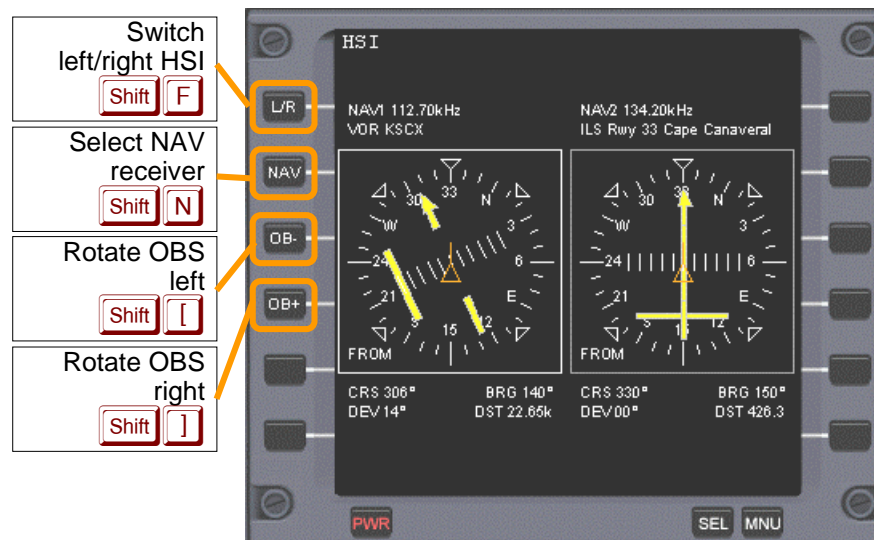 Switch
left/right HSI
Shift F
Select NAV
receiver
Shift N
Rotate OBS
left
Shift [
Rotate OBS
right
Shift ]
HSI
L/R
NAV
OB-
OB+
NAV1 112.70kHz
VOR KSCX
NAV2 134.20kHz
ILS Rwy 33 Cape Canaveral
30 33 N
W 3
24 6
21 E
S 15 12
FROM
30 33 N
W 3
24 6
21 E
S 15 12
FROM
CRS 306° BRG 140°
DEV 14° DST 22.65k
CRS 330° BRG 150°
DEV 00° DST 426.3
PWR
SEL
MNU